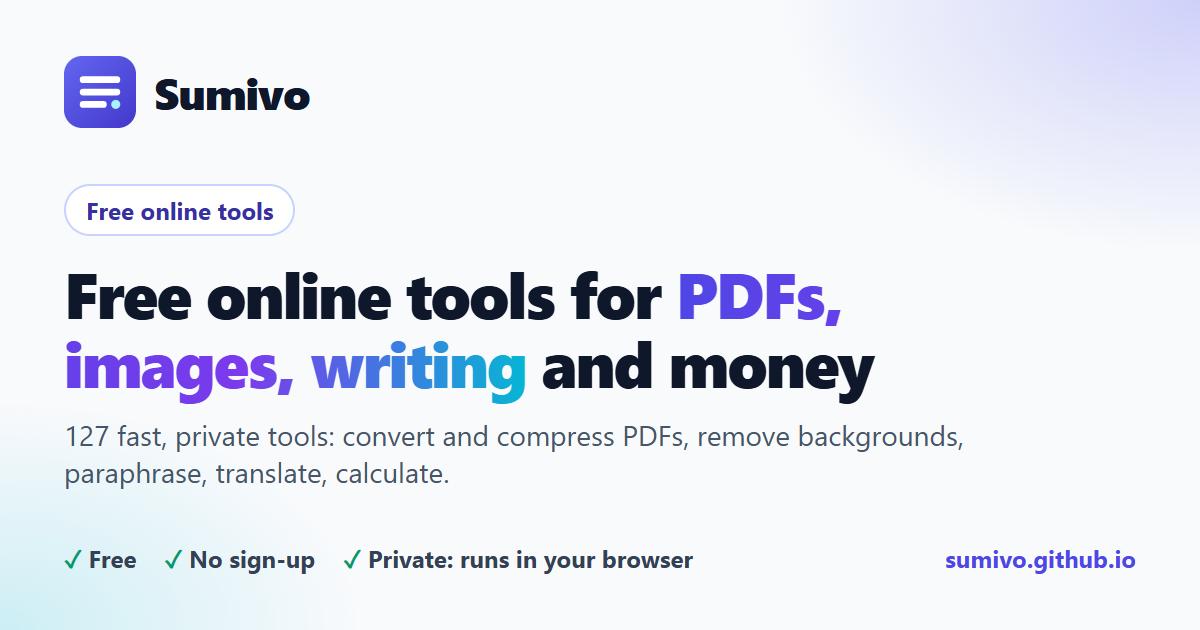 Sumivo
Free online tools
Free online tools for PDFs,
images, writing and money
127 fast, private tools: convert and compress PDFs, remove backgrounds,
paraphrase, translate, calculate.
✓ Free ✓ No sign-up ✓ Private: runs in your browser sumivo.github.io